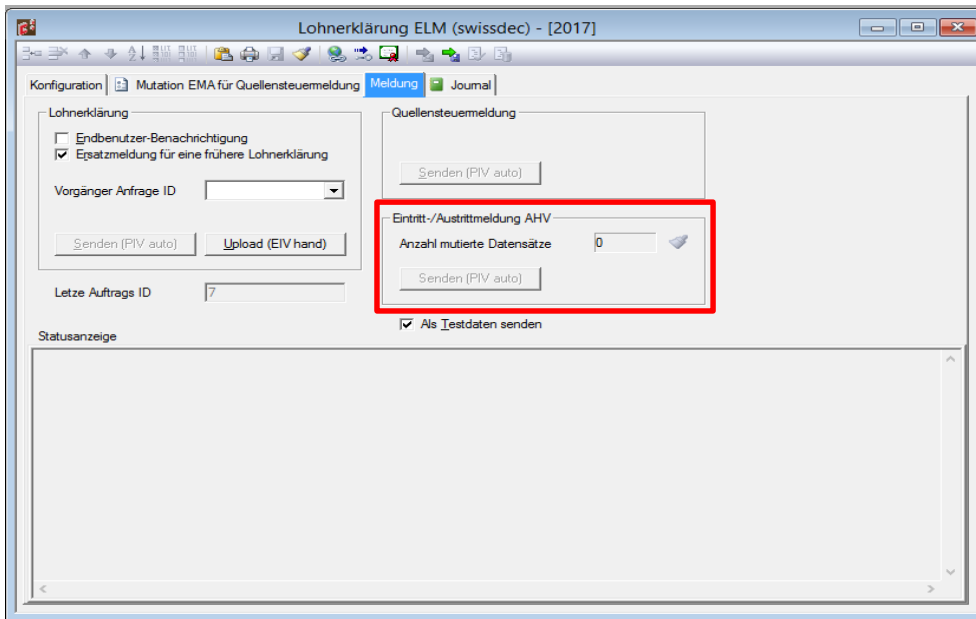 Lohnerklärung ELM (swissdec) - [2017]
Konfiguration
Mutation EMA für Quellensteuermeldung
Meldung
Journal
Lohnerklärung
Endbenutzer-Benachrichtigung
Ersatzmeldung für eine frühere Lohnerklärung
Vorgänger Anfrage ID
Senden (PIV auto)
Upload (EIV hand)
Letze Auftrags ID
7
Quellensteuermeldung
Senden (PIV auto)
Eintritt-/Austrittmeldung AHV
Anzahl mutierte Datensätze
0
Senden (PIV auto)
Als Testdaten senden
Statusanzeige